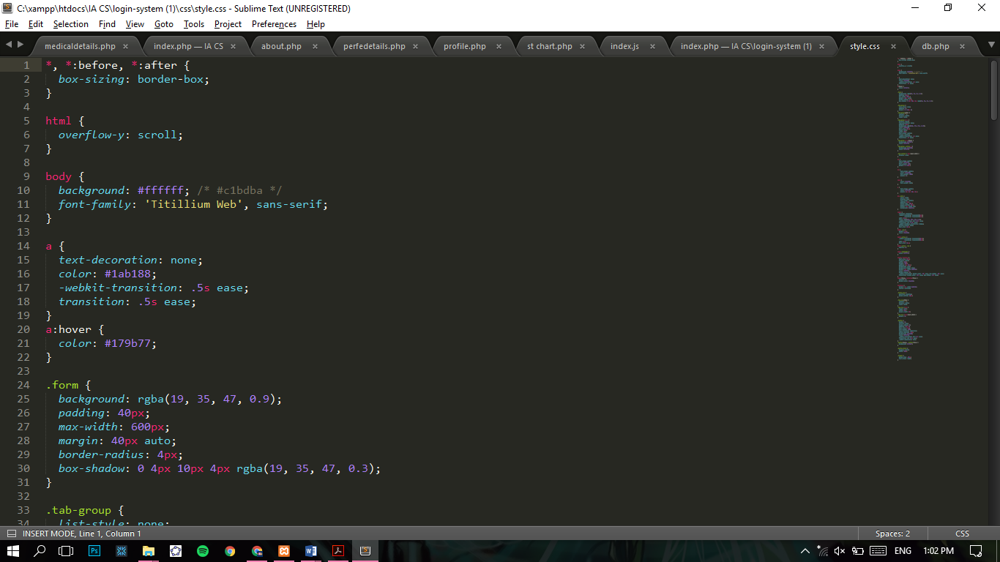 C:\xampp\htdocs\IA CS\login-system (1)\css\style.css - Sublime Text (UNREGISTERED)
File Edit Selection Find View Goto Tools Project Preferences Help
medicaldetails.php × index.php — IA CS × about.php × perfedetails.php × profile.php × st chart.php × index.js × index.php — IA CS\login-system (1) × style.css × db.php ×
1 *, *:before, *:after {
2   box-sizing: border-box;
3 }
4
5 html {
6   overflow-y: scroll;
7 }
8
9 body {
10   background: #ffffff; /* #c1bdba */
11   font-family: 'Titillium Web', sans-serif;
12 }
13
14 a {
15   text-decoration: none;
16   color: #1ab188;
17   -webkit-transition: .5s ease;
18   transition: .5s ease;
19 }
20 a:hover {
21   color: #179b77;
22 }
23
24 .form {
25   background: rgba(19, 35, 47, 0.9);
26   padding: 40px;
27   max-width: 600px;
28   margin: 40px auto;
29   border-radius: 4px;
30   box-shadow: 0 4px 10px 4px rgba(19, 35, 47, 0.3);
31 }
32
33 .tab-group {
34   list-style: none;
INSERT MODE, Line 1, Column 1 Spaces: 2 CSS
Ps W S ENG 1:02 PM